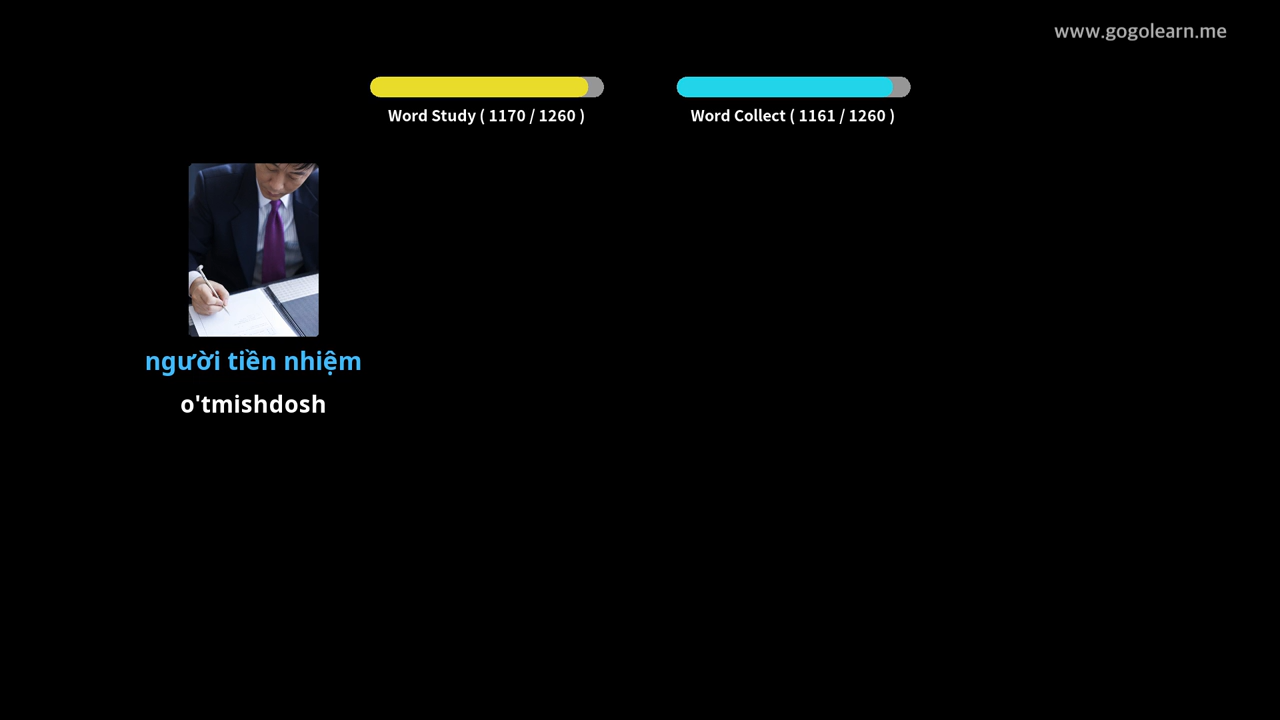 www.gogolearn.me
Word Study ( 1170 / 1260 )
Word Collect ( 1161 / 1260 )
người tiền nhiệm
o'tmishdosh